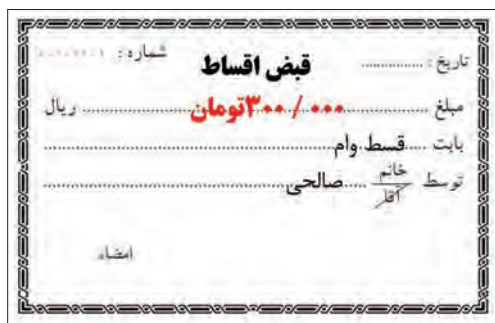 قبض اقساط
شماره :
تاریخ :
مبلغ ۳۰۰/۰۰۰ تومان ریال
بابت قسط وام
توسط خانم / آقا صالحی
امضاء